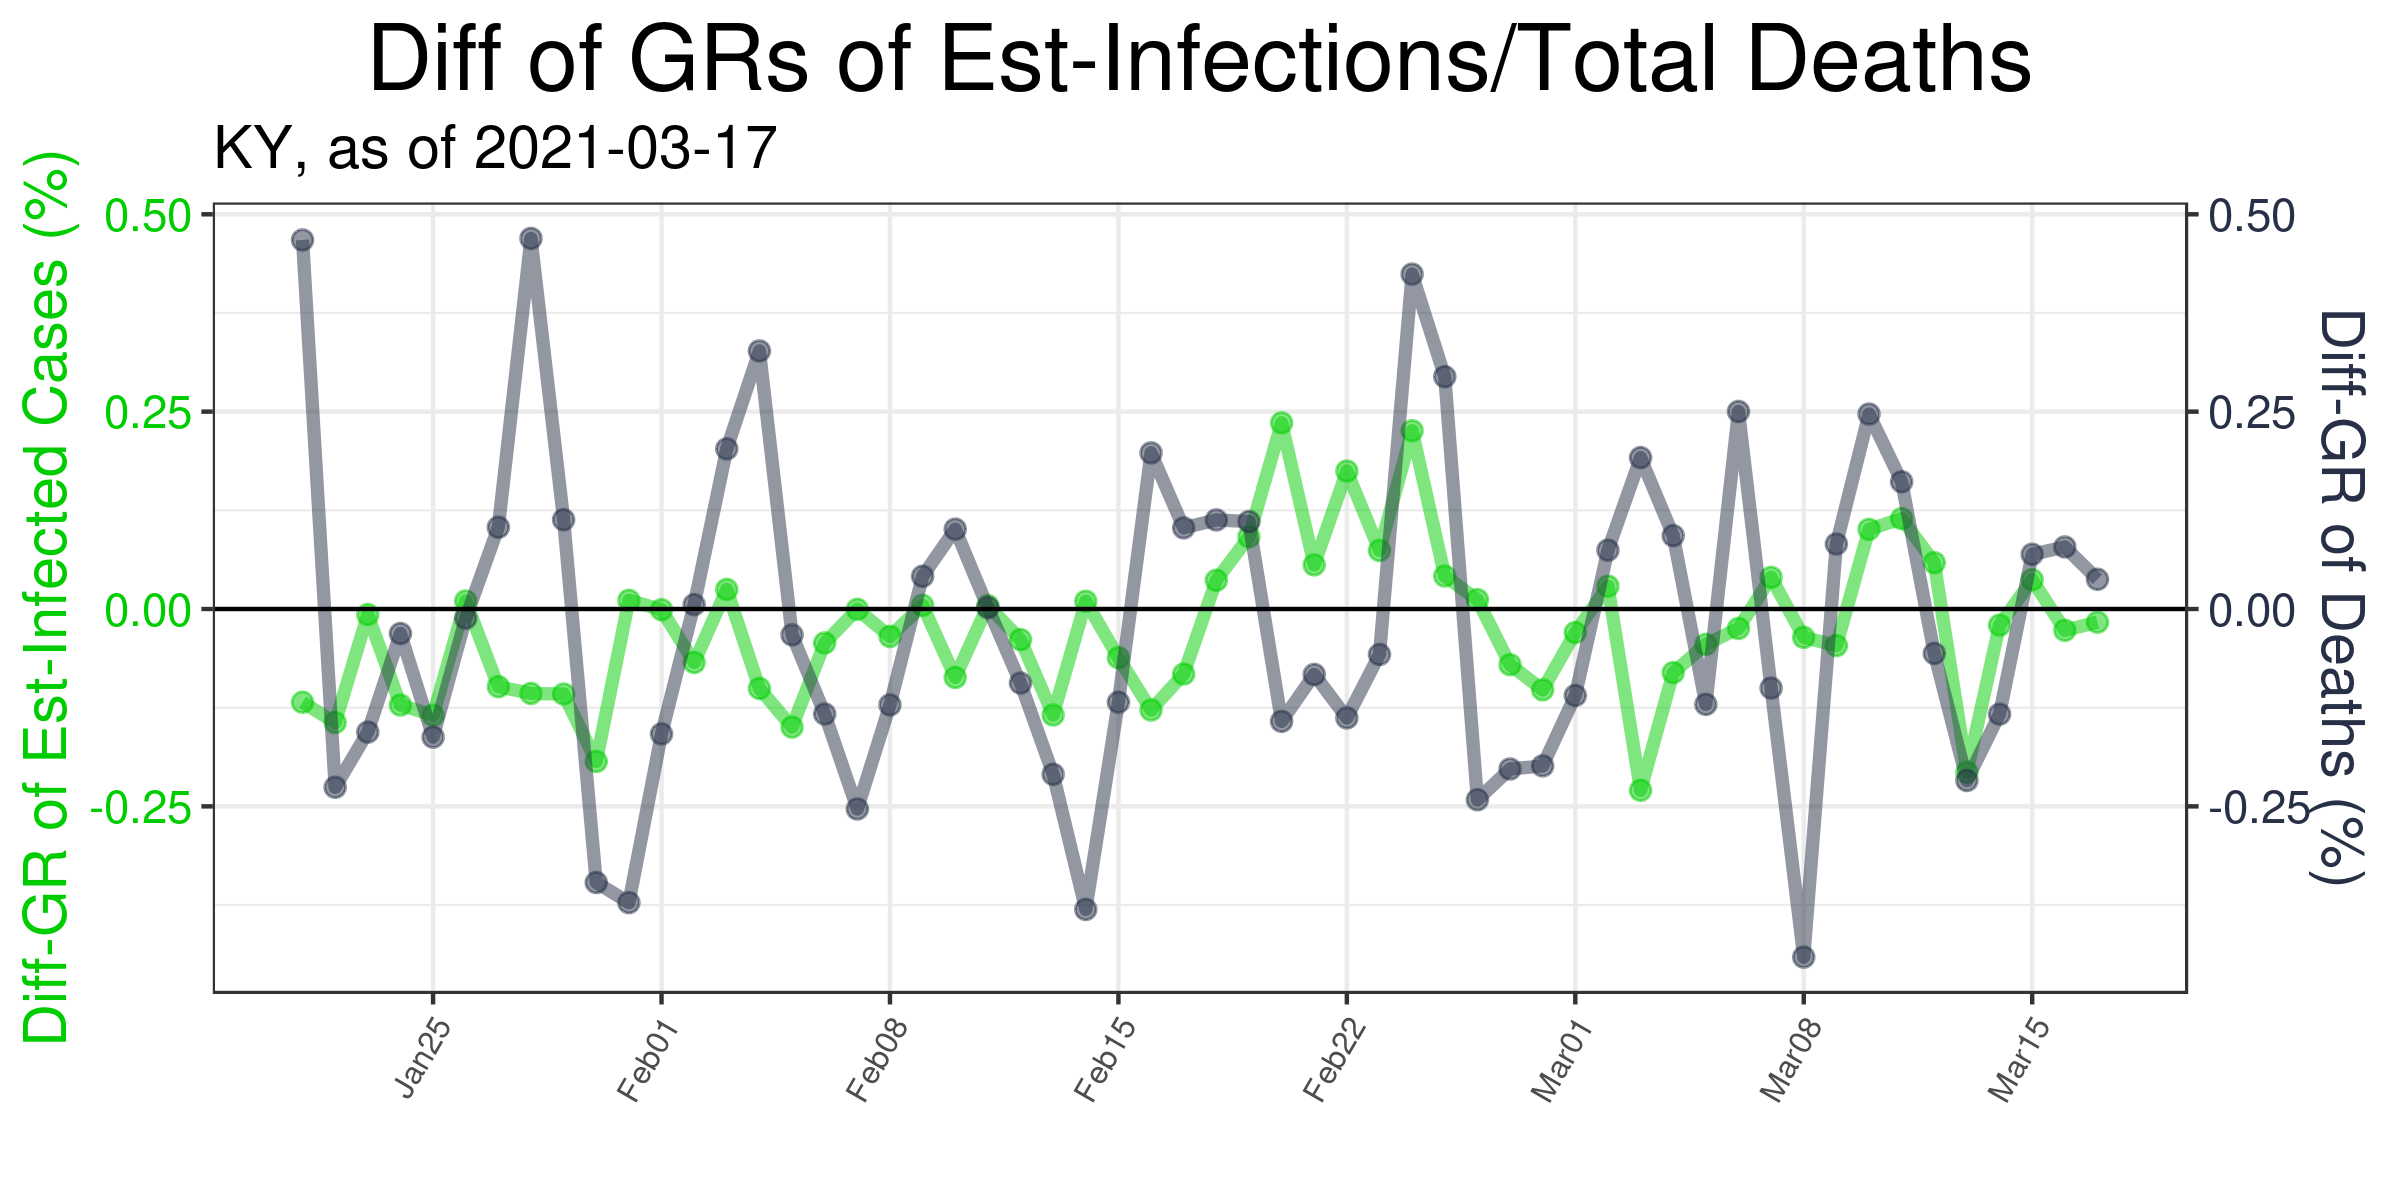 Diff of GRs of Est-Infections/Total Deaths
KY, as of 2021-03-17
Diff-GR of Est-Infected Cases (%)
0.50
0.25
0.00
-0.25
0.50
0.25
0.00
-0.25
Diff-GR of Deaths (%)
Jan25
Feb01
Feb08
Feb15
Feb22
Mar01
Mar08
Mar15